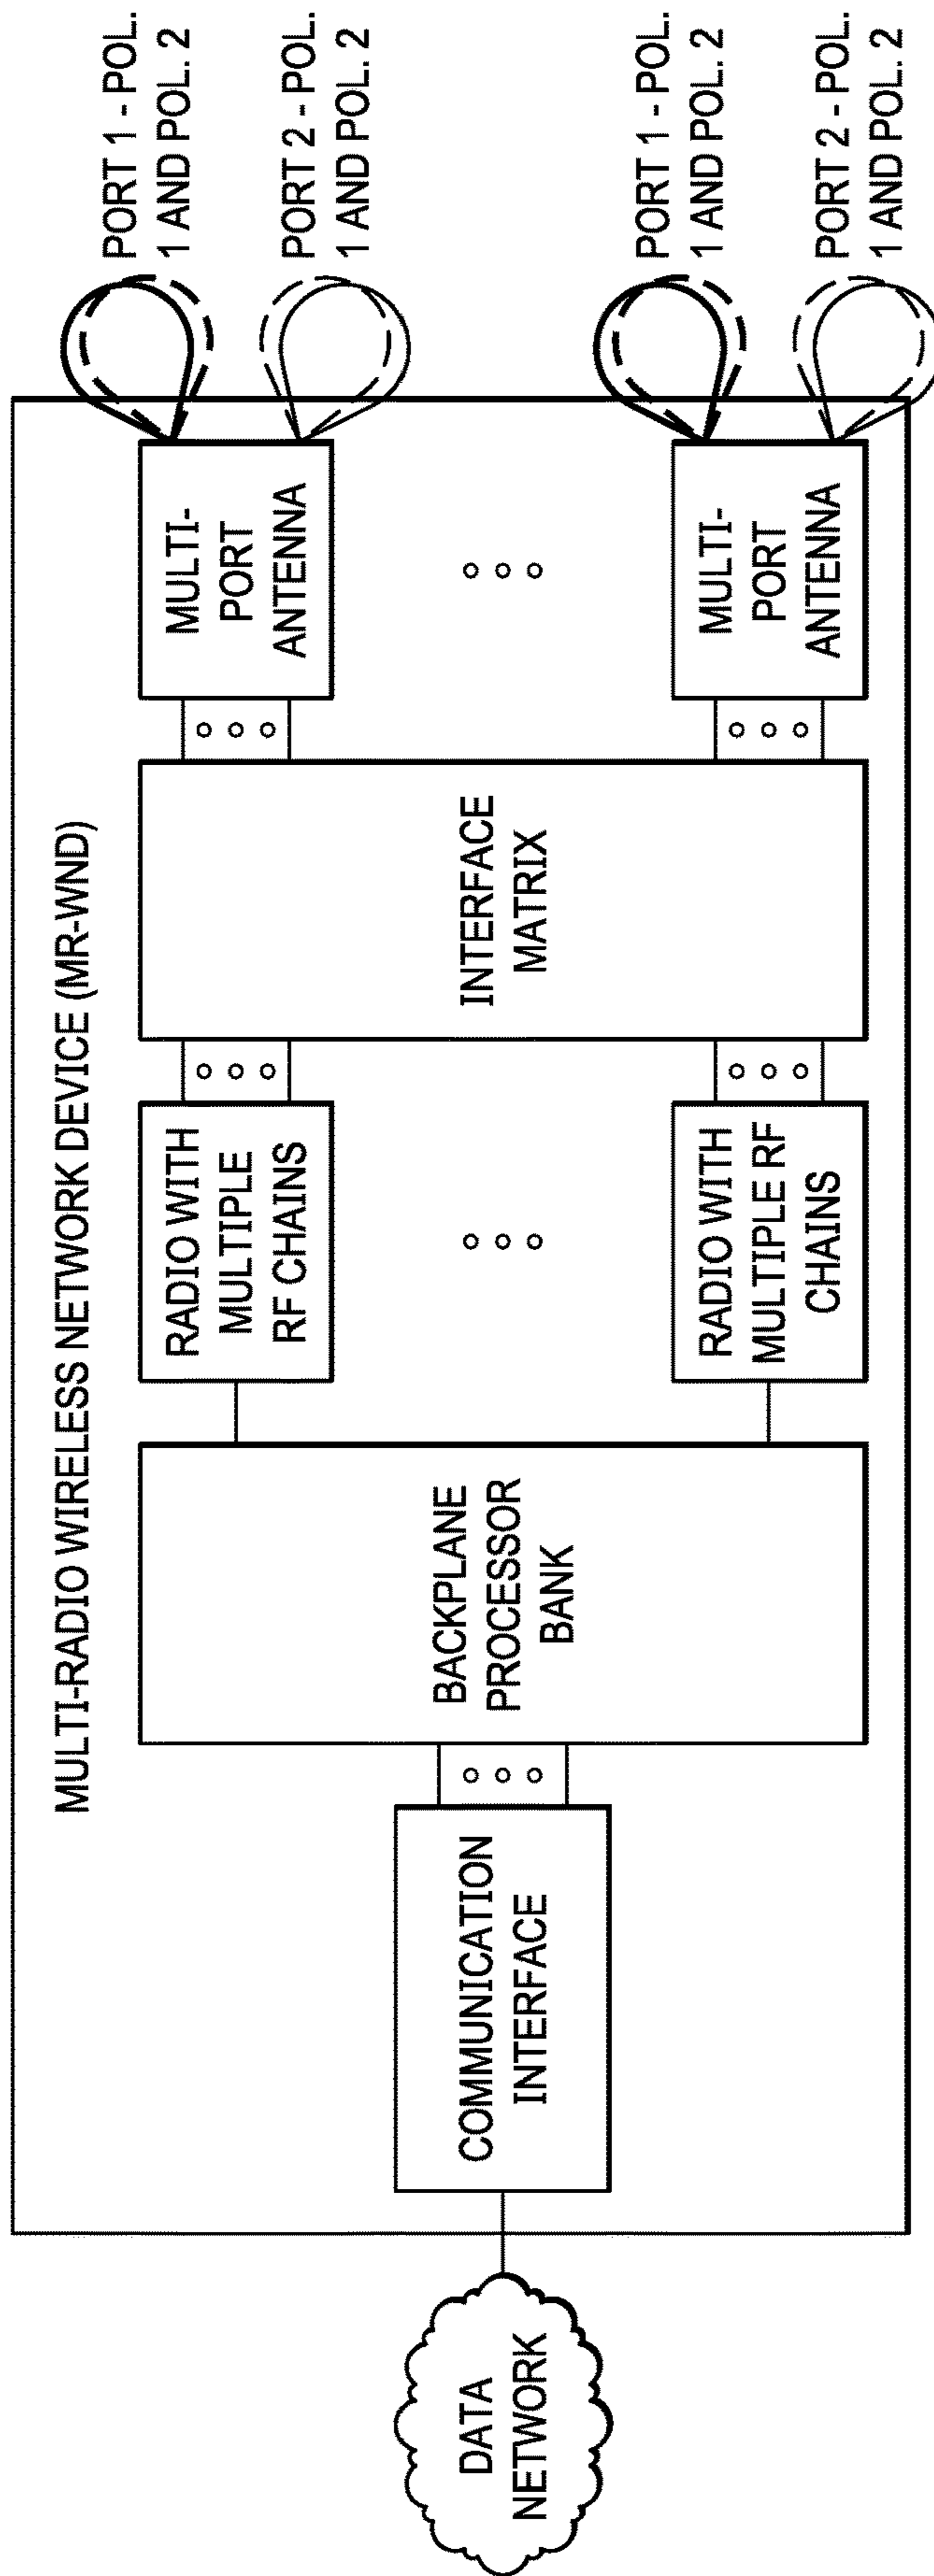 MULTI-RADIO WIRELESS NETWORK DEVICE (MR-WND)
DATA
NETWORK
COMMUNICATION
INTERFACE
BACKPLANE
PROCESSOR
BANK
RADIO WITH
MULTIPLE
RF CHAINS
RADIO WITH
MULTIPLE RF
CHAINS
INTERFACE
MATRIX
MULTI-
PORT
ANTENNA
MULTI-
PORT
ANTENNA
PORT 1 - POL.
1 AND POL. 2
PORT 2 - POL.
1 AND POL. 2
PORT 1 - POL.
1 AND POL. 2
PORT 2 - POL.
1 AND POL. 2